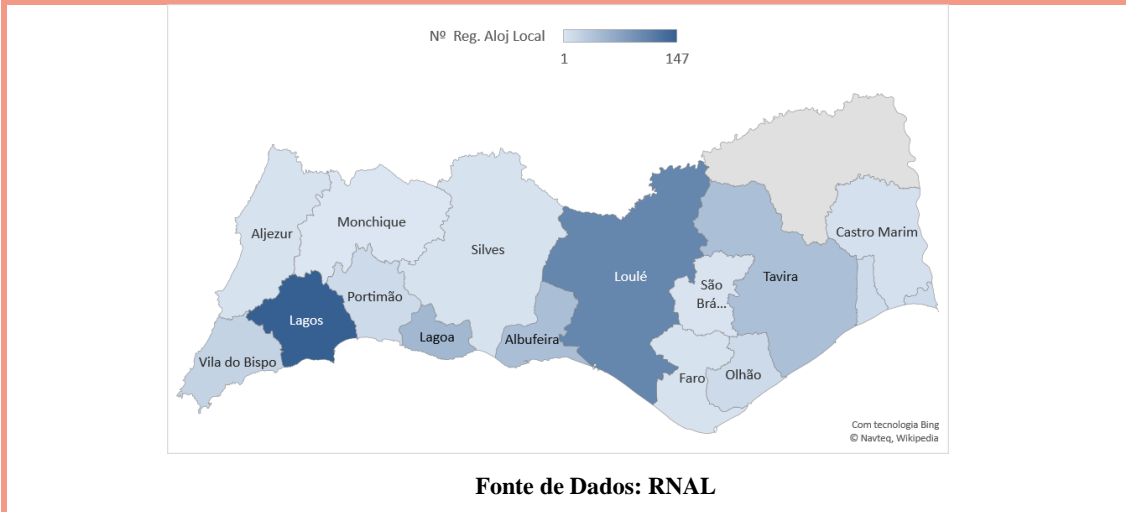 Nº Reg. Aloj Local
1 147
Aljezur
Monchique
Silves
Castro Marim
Loulé
Tavira
São
Brá...
Portimão
Lagos
Lagoa
Albufeira
Vila do Bispo
Faro
Olhão
Com tecnologia Bing
© Navteq, Wikipedia
Fonte de Dados: RNAL